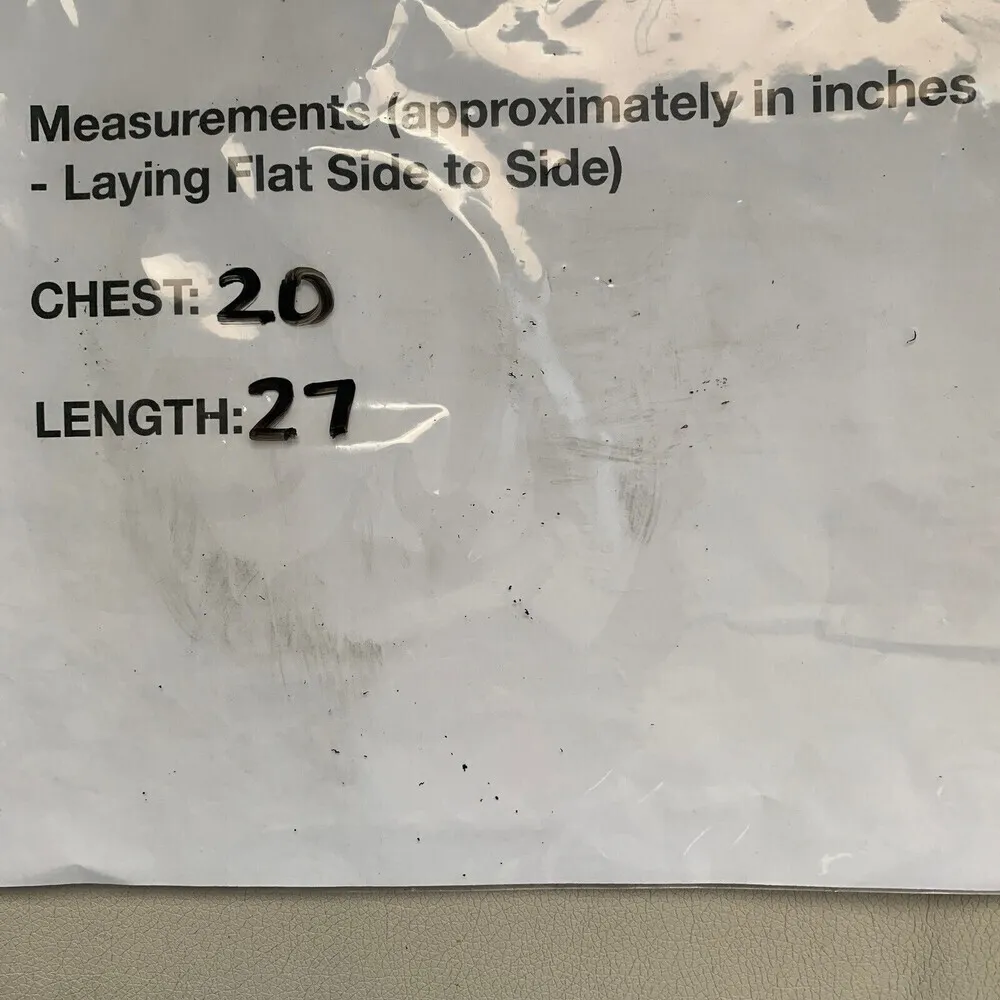 Measurements (approximately in inches
- Laying Flat Side to Side)
CHEST: 20
LENGTH: 27